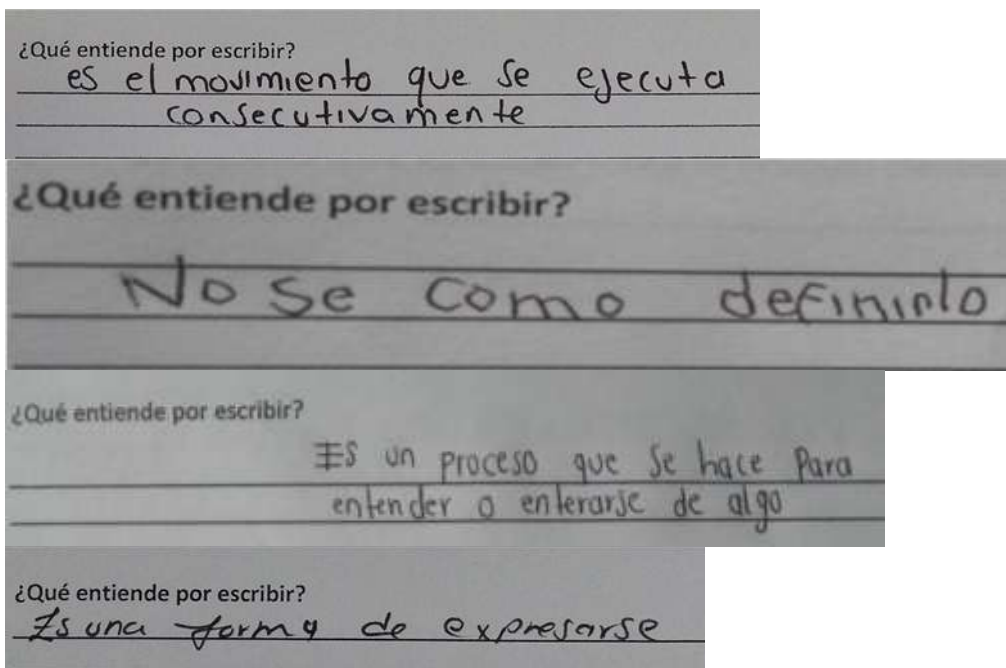 ¿Qué entiende por escribir?
es el movimiento que se ejecuta
consecutivamente
¿Qué entiende por escribir?
No se como definirlo
¿Qué entiende por escribir?
Es un proceso que se hace Para
entender o enterarse de algo
¿Qué entiende por escribir?
Es una forma de expresarse